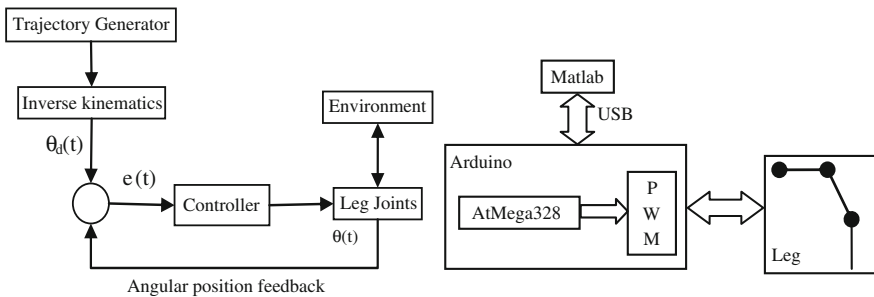 Trajectory Generator
Inverse kinematics
θd(t)
e(t)
Controller
Environment
Leg Joints
θ(t)
Angular position feedback
Matlab
USB
Arduino
AtMega328
P
W
M
Leg